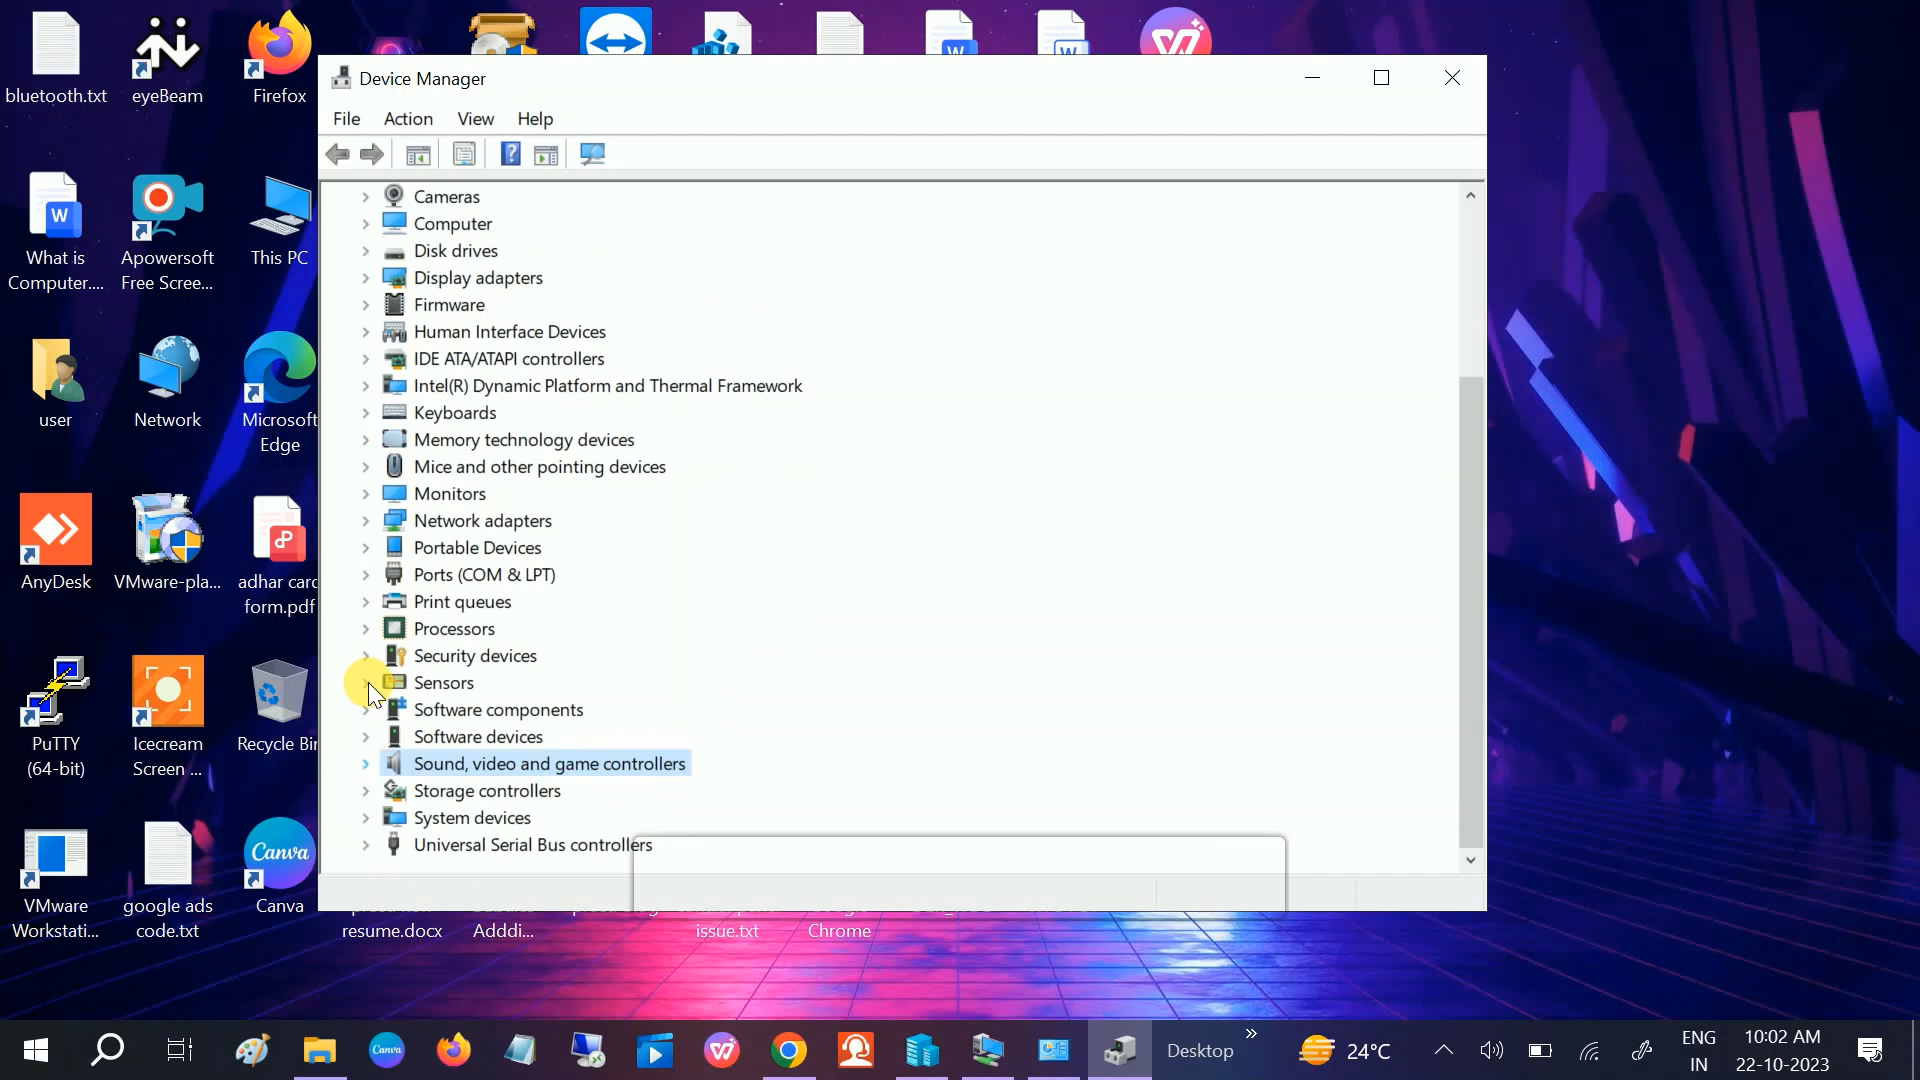 bluetooth.txt
eyeBeam
Firefox
What is
Computer....
Apowersoft
Free Scree...
This PC
user
Network
Microsoft
Edge
AnyDesk
VMware-pla...
adhar card
form.pdf
PuTTY
(64-bit)
Icecream
Screen ...
Recycle Bin
VMware
Workstati...
google ads
code.txt
Canva
Canva
Device Manager
File
Action
View
Help
Cameras
Computer
Disk drives
Display adapters
Firmware
Human Interface Devices
IDE ATA/ATAPI controllers
Intel(R) Dynamic Platform and Thermal Framework
Keyboards
Memory technology devices
Mice and other pointing devices
Monitors
Network adapters
Portable Devices
Ports (COM & LPT)
Print queues
Processors
Security devices
Sensors
Software components
Software devices
Sound, video and game controllers
Storage controllers
System devices
Universal Serial Bus controllers
resume.docx
Adddi...
issue.txt
Chrome
Canva
Desktop
24°C
ENG
IN
10:02 AM
22-10-2023